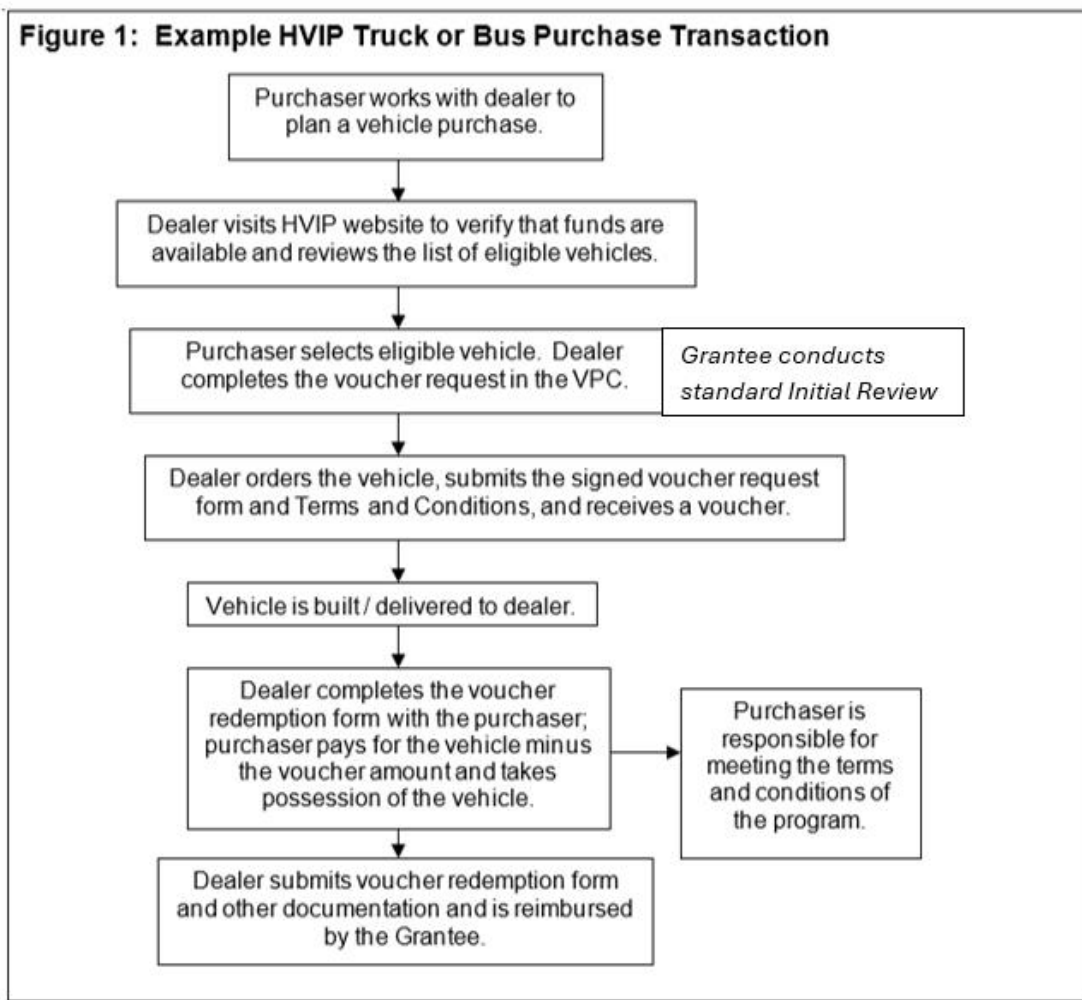 Figure 1:  Example HVIP Truck or Bus Purchase Transaction
Purchaser works with dealer to
plan a vehicle purchase.
Dealer visits HVIP website to verify that funds are
available and reviews the list of eligible vehicles.
Purchaser selects eligible vehicle.  Dealer
completes the voucher request in the VPC.
Grantee conducts
standard Initial Review
Dealer orders the vehicle, submits the signed voucher request
form and Terms and Conditions, and receives a voucher.
Vehicle is built / delivered to dealer.
Dealer completes the voucher
redemption form with the purchaser;
purchaser pays for the vehicle minus
the voucher amount and takes
possession of the vehicle.
Purchaser is
responsible for
meeting the terms
and conditions of
the program.
Dealer submits voucher redemption form
and other documentation and is reimbursed
by the Grantee.